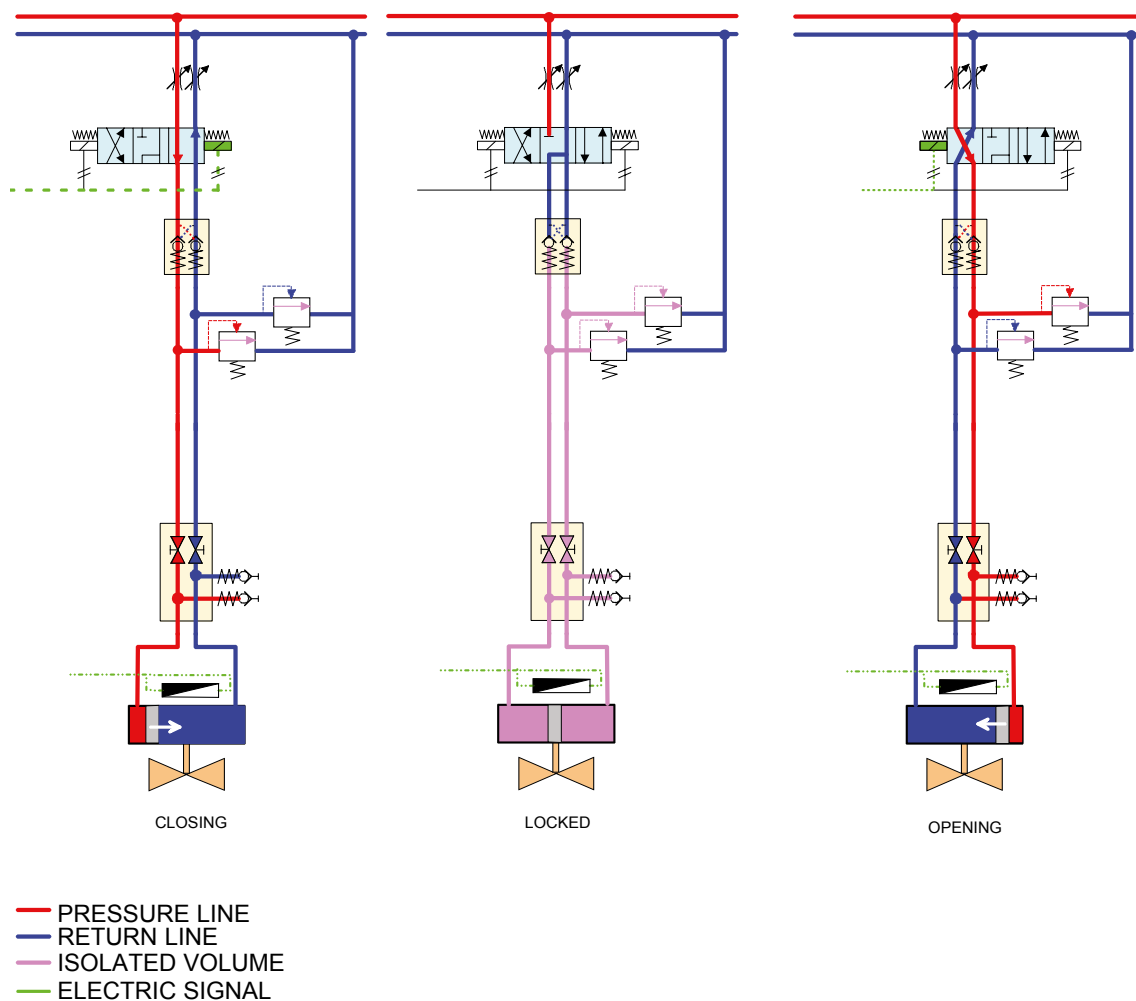 CLOSING
LOCKED
OPENING
PRESSURE LINE
RETURN LINE
ISOLATED VOLUME
ELECTRIC SIGNAL